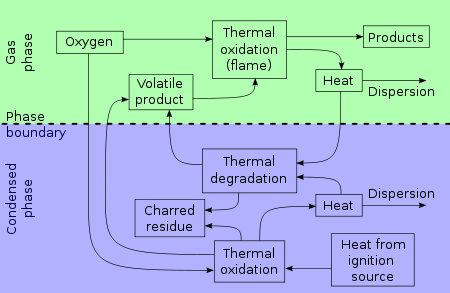 Gas
phase
Oxygen
Thermal
oxidation
(flame)
Products
Volatile
product
Heat
Dispersion
Phase
boundary
Condensed
phase
Thermal
degradation
Charred
residue
Heat
Dispersion
Thermal
oxidation
Heat from
ignition
source